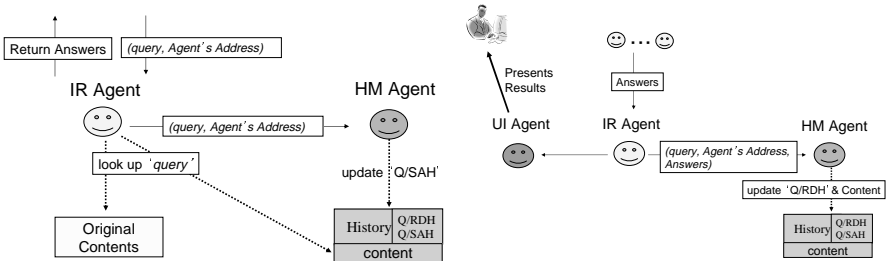 Return Answers
(query, Agent's Address)
IR Agent
HM Agent
(query, Agent's Address)
look up 'query'
update 'Q/SAH'
Original
Contents
History
Q/RDH
Q/SAH
content
Answers
Presents
Results
UI Agent
IR Agent
HM Agent
(query, Agent's Address,
Answers)
update 'Q/RDH' & Content
History
Q/RDH
Q/SAH
content